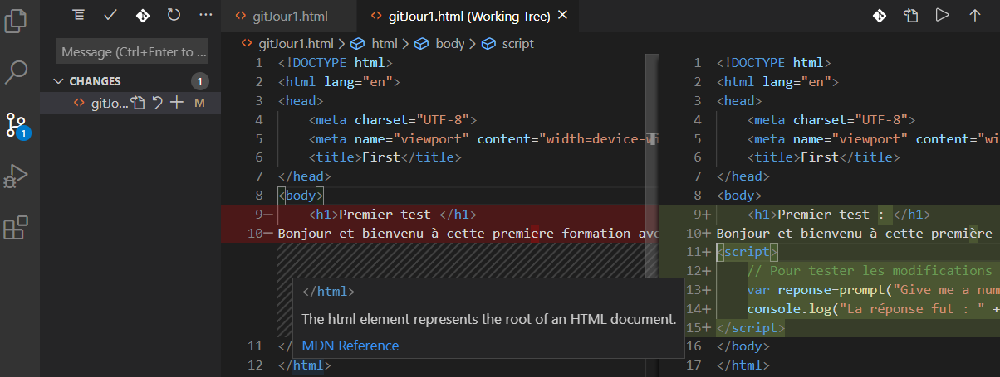 gitJour1.html
gitJour1.html (Working Tree)
Message (Ctrl+Enter to ...
gitJour1.html > html > body > script
CHANGES
1
gitJo...
M
1
1 <!DOCTYPE html>
2 <html lang="en">
3 <head>
4 <meta charset="UTF-8">
5 <meta name="viewport" content="width=device-wi
6 <title>First</title>
7 </head>
8 <body>
9— <h1>Premier test </h1>
10— Bonjour et bienvenu à cette première formation ave
</html>
The html element represents the root of an HTML document.
MDN Reference
11 </
12 </html>
1 <!DOCTYPE html>
2 <html lang="en">
3 <head>
4 <meta charset="UTF-8">
5 <meta name="viewport" content="wi
6 <title>First</title>
7 </head>
8 <body>
9+ <h1>Premier test : </h1>
10+ Bonjour et bienvenu à cette première
11+ <script>
12+ // Pour tester les modifications
13+ var reponse=prompt("Give me a num
14+ console.log("La réponse fut : " +
15+ </script>
16 </body>
17 </html>